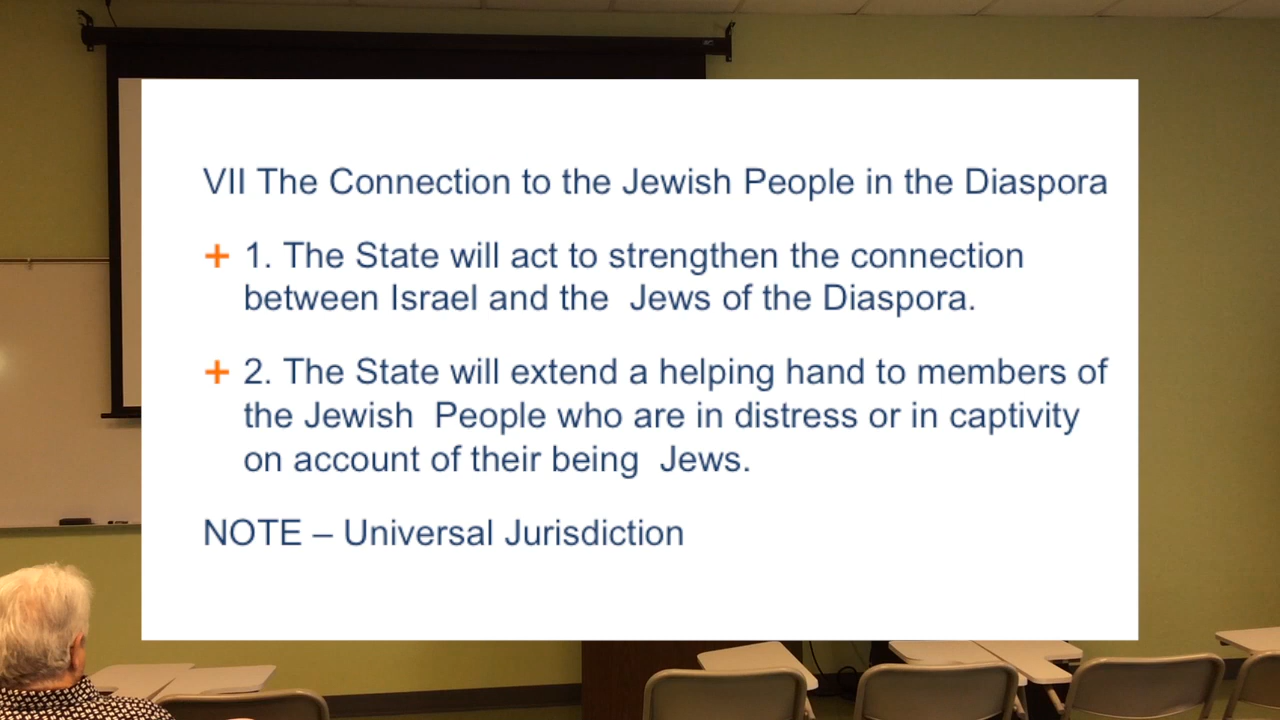 VII The Connection to the Jewish People in the Diaspora
+ 1. The State will act to strengthen the connection
between Israel and the  Jews of the Diaspora.
+ 2. The State will extend a helping hand to members of
the Jewish  People who are in distress or in captivity
on account of their being  Jews.
NOTE – Universal Jurisdiction